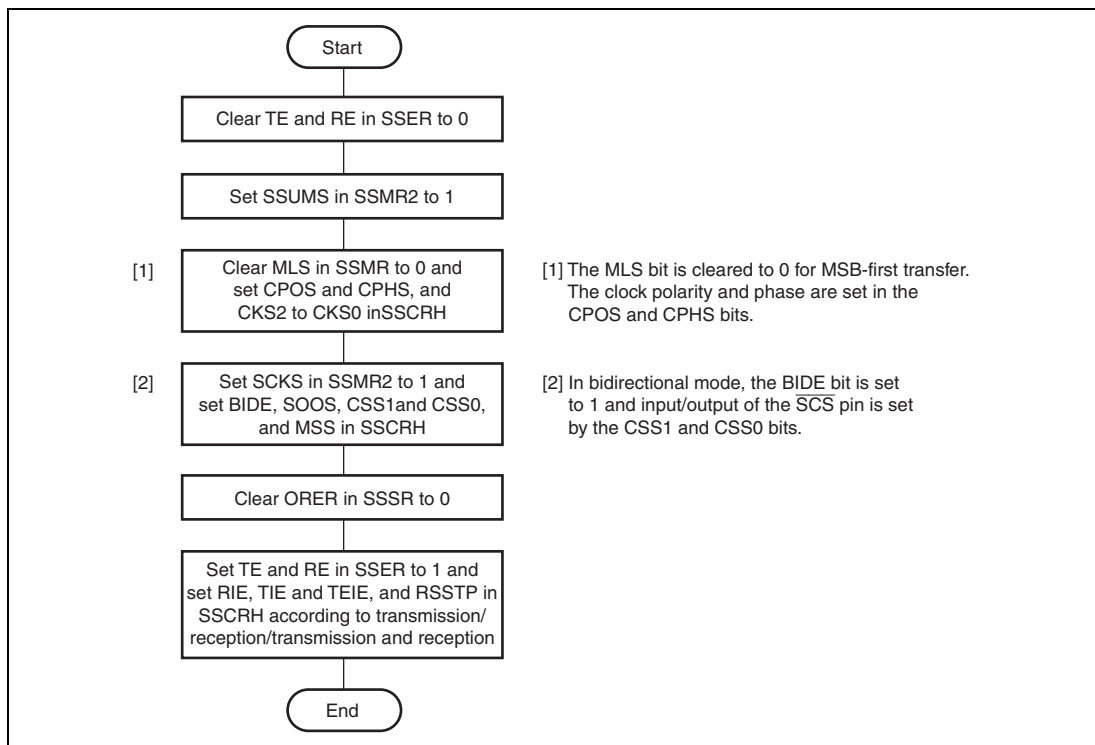 Start
Clear TE and RE in SSER to 0
Set SSUMS in SSMR2 to 1
[1]
Clear MLS in SSMR to 0 and
set CPOS and CPHS, and
CKS2 to CKS0 inSSCRH
[1] The MLS bit is cleared to 0 for MSB-first transfer.
The clock polarity and phase are set in the
CPOS and CPHS bits.
[2]
Set SCKS in SSMR2 to 1 and
set BIDE, SOOS, CSS1and CSS0,
and MSS in SSCRH
[2] In bidirectional mode, the BIDE bit is set
to 1 and input/output of the SCS pin is set
by the CSS1 and CSS0 bits.
Clear ORER in SSSR to 0
Set TE and RE in SSER to 1 and
set RIE, TIE and TEIE, and RSSTP in
SSCRH according to transmission/
reception/transmission and reception
End